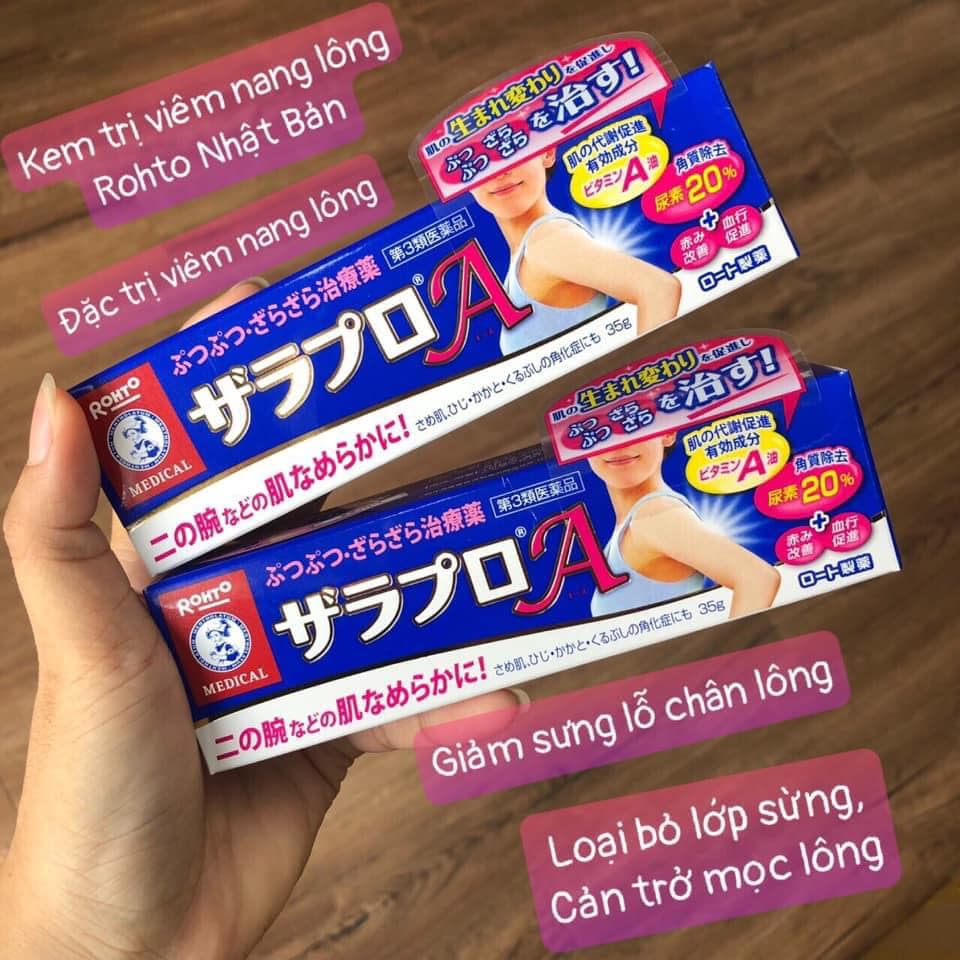 Kem trị viêm nang lông
Rohto Nhật Bản
Đặc trị viêm nang lông
肌の生まれ変わりを促進し
ぷつぷつ ざらざら を治す!
肌の代謝促進
有効成分
ビタミンA油
角質除去
尿素20%
+
赤み改善
血行促進
第3類医薬品
ぷつぷつ・ざらざら治療薬
ザラプロA®
ロート製薬
ROHTO
MEDICAL
二の腕などの肌なめらかに!
さめ肌、ひじ・かかと・くるぶしの角化症にも 35g
肌の生まれ変わりを促進し
ぷつぷつ ざらざら を治す!
肌の代謝促進
有効成分
ビタミンA油
角質除去
尿素20%
+
赤み改善
血行促進
第3類医薬品
ぷつぷつ・ざらざら治療薬
ザラプロA®
ロート製薬
ROHTO
MEDICAL
二の腕などの肌なめらかに!
さめ肌、ひじ・かかと・くるぶしの角化症にも 35g
Giảm sưng lỗ chân lông
Loại bỏ lớp sừng,
Cản trở mọc lông